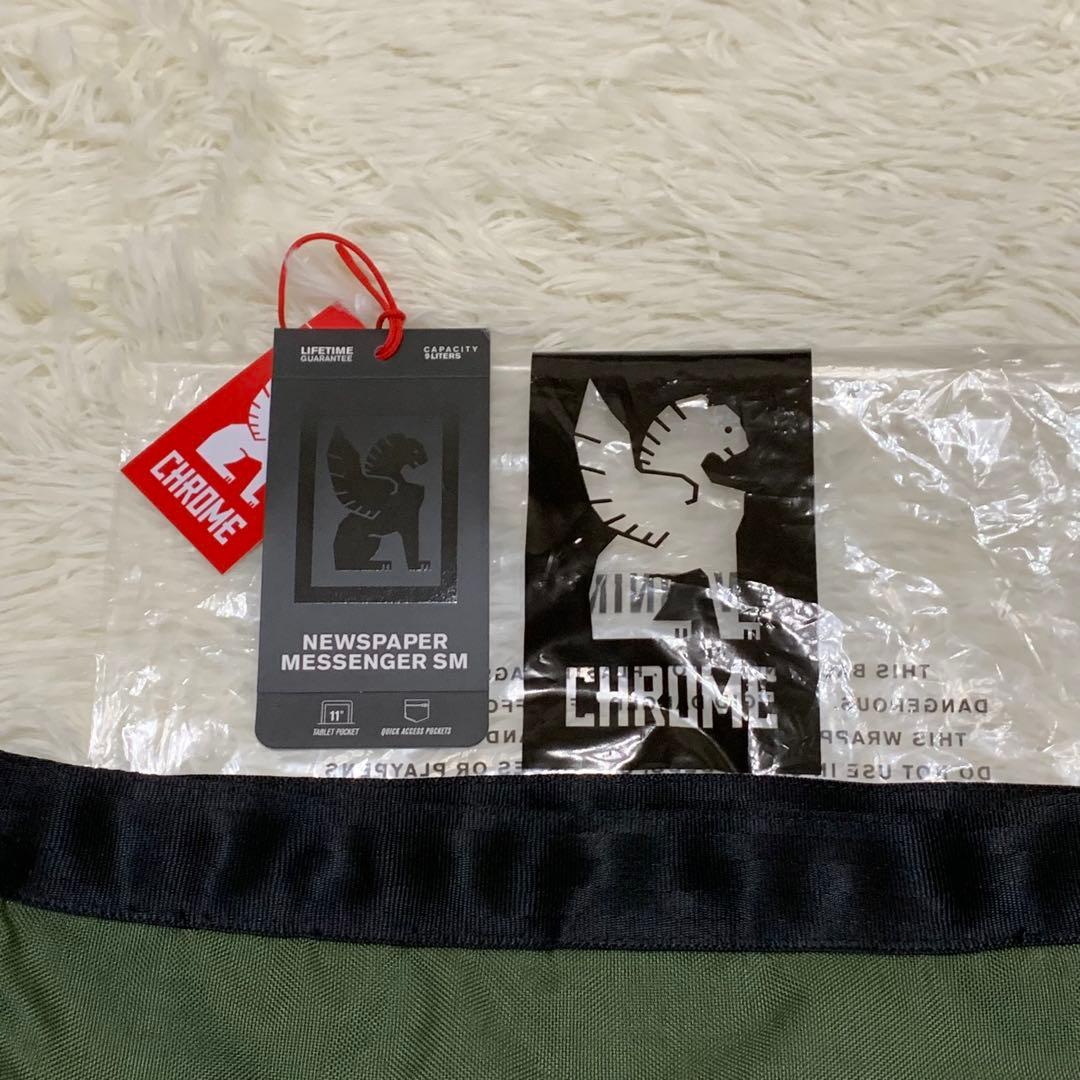 LIFETIME
GUARANTEE
CAPACITY
9 LITERS
CHROME
NEWSPAPER
MESSENGER SM
11"
TABLET POCKET
QUICK ACCESS POCKETS
CHROME
THIS
DANGEROUS.
THIS WRAPP
DO NOT USE IN
OR PLAYPENS